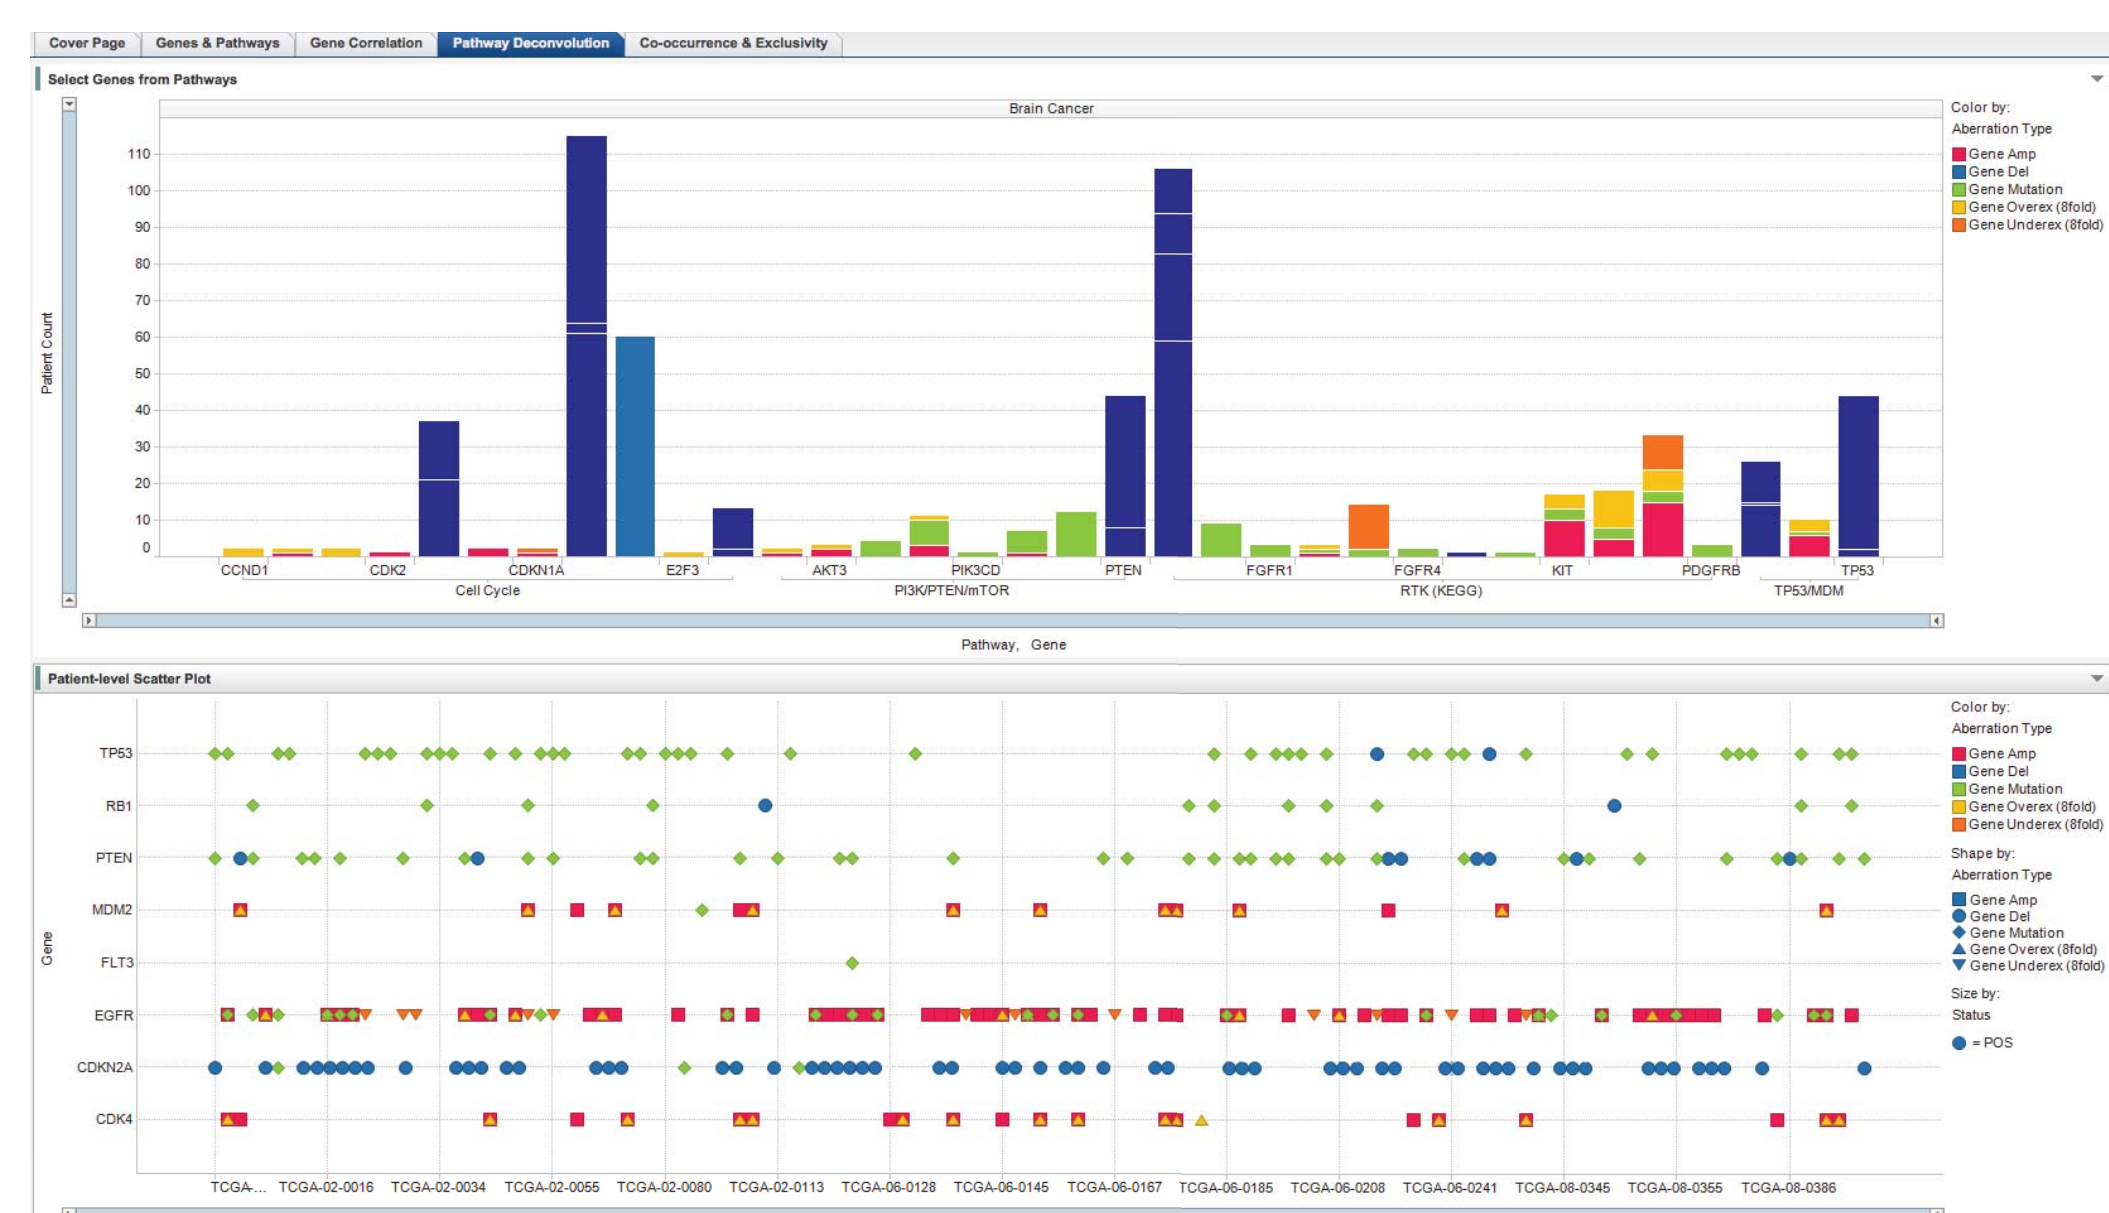 Cover Page Genes & Pathways Gene Correlation Pathway Deconvolution Co-occurrence & Exclusivity
Select Genes from Pathways
Brain Cancer
Color by:
Aberration Type
Gene Amp
Gene Del
Gene Mutation
Gene Overex (8fold)
Gene Underex (8fold)
Patient Count
110
100
90
80
70
60
50
40
30
20
10
0
CCND1 CDK2 CDKN1A E2F3 AKT3 PIK3CD PTEN FGFR1 FGFR4 KIT PDGFRB TP53
Cell Cycle PI3K/PTEN/mTOR RTK (KEGG) TP53/MDM
Pathway, Gene
Patient-level Scatter Plot
Gene
TP53
RB1
PTEN
MDM2
FLT3
EGFR
CDKN2A
CDK4
TCGA-... TCGA-02-0016 TCGA-02-0034 TCGA-02-0055 TCGA-02-0080 TCGA-02-0113 TCGA-06-0128 TCGA-06-0145 TCGA-06-0167 TCGA-06-0185 TCGA-06-0208 TCGA-06-0241 TCGA-08-0345 TCGA-08-0355 TCGA-08-0386
Color by:
Aberration Type
Gene Amp
Gene Del
Gene Mutation
Gene Overex (8fold)
Gene Underex (8fold)
Shape by:
Aberration Type
Gene Amp
Gene Del
Gene Mutation
Gene Overex (8fold)
Gene Underex (8fold)
Size by:
Status
= POS